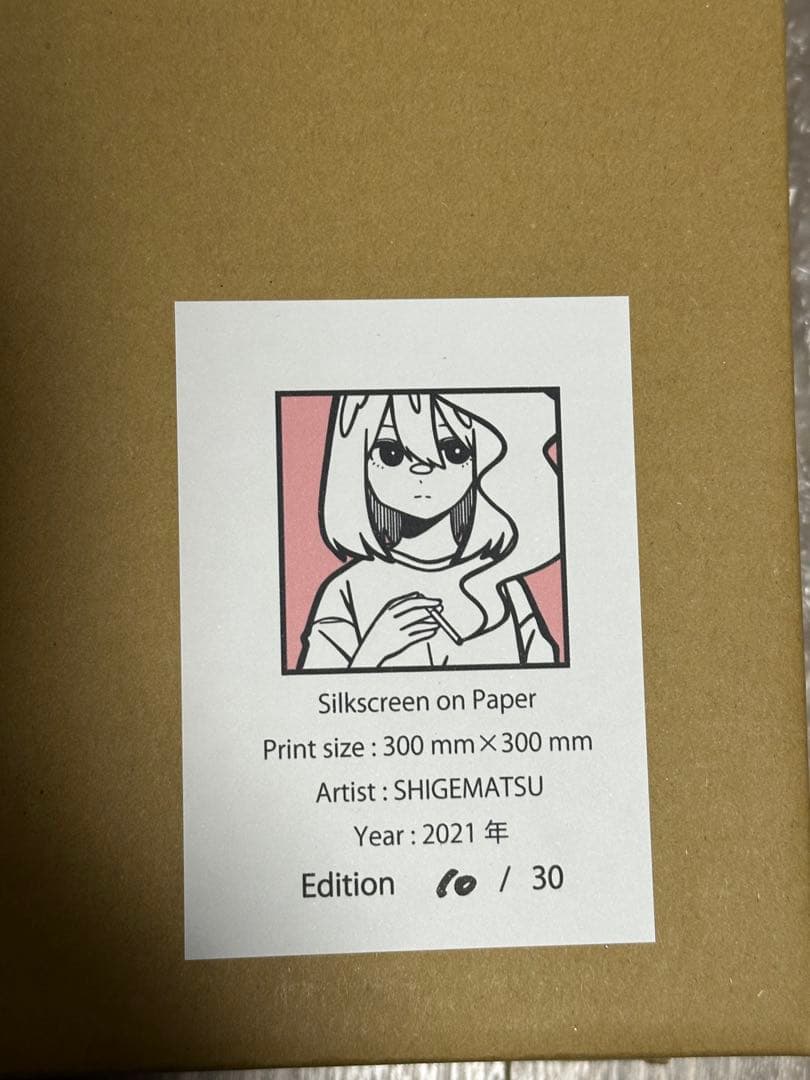 Silkscreen on Paper
Print size : 300 mm×300 mm
Artist : SHIGEMATSU
Year : 2021 年
Edition 10 / 30